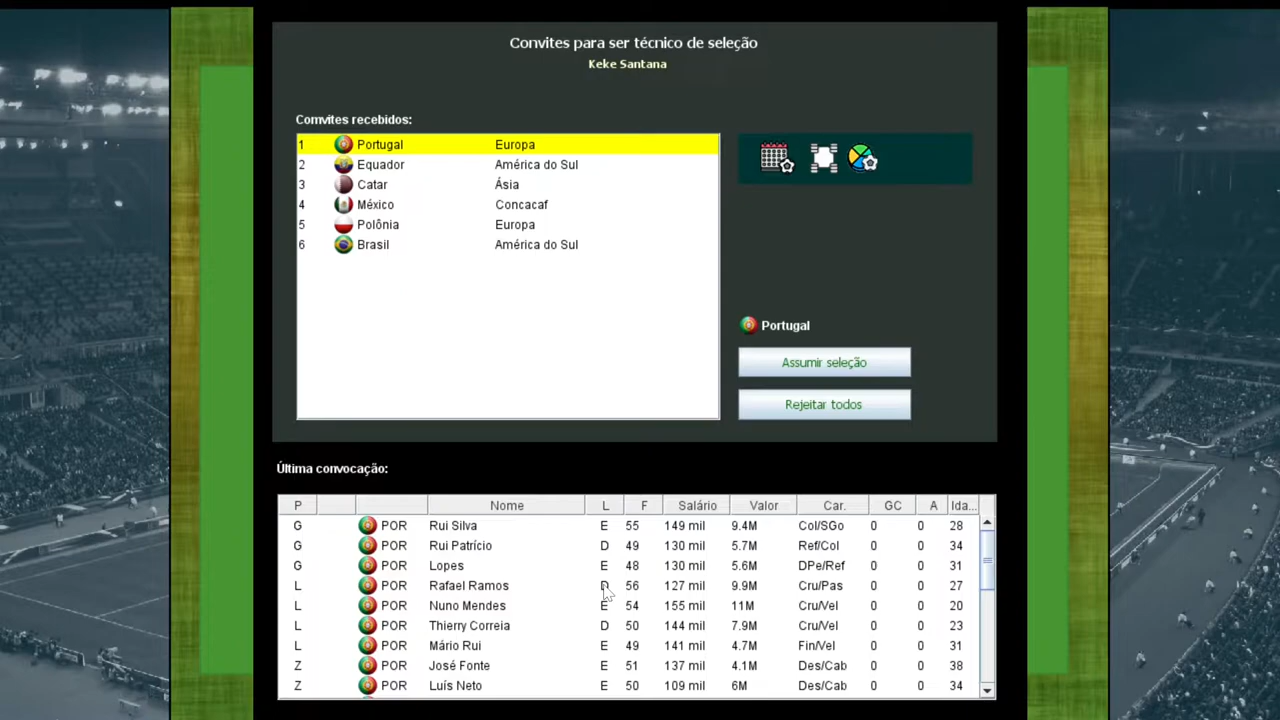 Convites para ser técnico de seleção
Keke Santana
Comvites recebidos:
1 Portugal Europa
2 Equador América do Sul
3 Catar Ásia
4 México Concacaf
5 Polônia Europa
6 Brasil América do Sul
Portugal
Assumir seleção
Rejeitar todos
Última convocação:
P Nome L F Salário Valor Car. GC A Ida...
G POR Rui Silva E 55 149 mil 9.4M Col/SGo 0 0 28
G POR Rui Patrício D 49 130 mil 5.7M Ref/Col 0 0 34
G POR Lopes E 48 130 mil 5.6M DPe/Ref 0 0 31
L POR Rafael Ramos D 56 127 mil 9.9M Cru/Pas 0 0 27
L POR Nuno Mendes E 54 155 mil 11M Cru/Vel 0 0 20
L POR Thierry Correia D 50 144 mil 7.9M Cru/Vel 0 0 23
L POR Mário Rui E 49 141 mil 4.7M Fin/Vel 0 0 31
Z POR José Fonte E 51 137 mil 4.1M Des/Cab 0 0 38
Z POR Luís Neto E 50 109 mil 6M Des/Cab 0 0 34